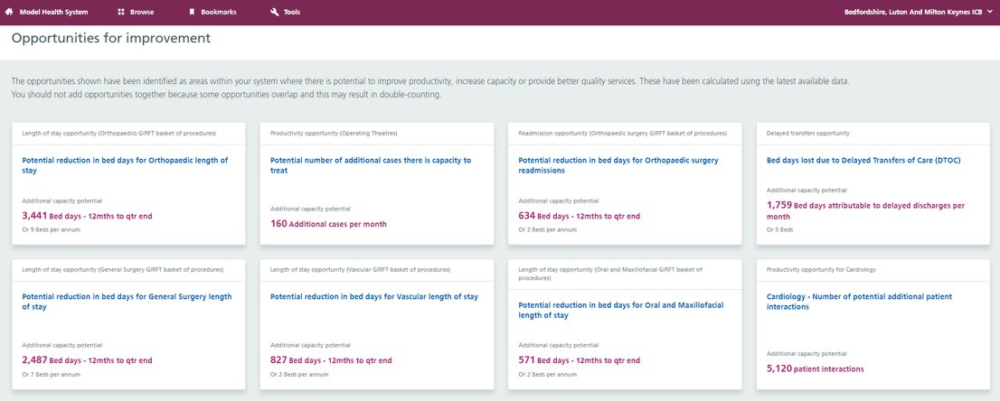 Model Health System
Browse
Bookmarks
Tools
Bedfordshire, Luton And Milton Keynes ICB
Opportunities for improvement
The opportunities shown have been identified as areas within your system where there is potential to improve productivity, increase capacity or provide better quality services. These have been calculated using the latest available data.
You should not add opportunities together because some opportunities overlap and this may result in double-counting.
Length of stay opportunity (Orthopaedics GIRFT basket of procedures)
Potential reduction in bed days for Orthopaedic length of
stay
Additional capacity potential
3,441 Bed days - 12mths to qtr end
Or 9 Beds per annum
Productivity opportunity (Operating Theatres)
Potential number of additional cases there is capacity to
treat
Additional capacity potential
160 Additional cases per month
Readmission opportunity (Orthopaedic surgery GIRFT basket of procedures)
Potential reduction in bed days for Orthopaedic surgery
readmissions
Additional capacity potential
634 Bed days - 12mths to qtr end
Or 2 Beds per annum
Delayed transfers opportunity
Bed days lost due to Delayed Transfers of Care (DTOC)
Additional capacity potential
1,759 Bed days attributable to delayed discharges per
month
Or 5 Beds
Length of stay opportunity (General Surgery GIRFT basket of procedures)
Potential reduction in bed days for General Surgery length
of stay
Additional capacity potential
2,487 Bed days - 12mths to qtr end
Or 7 Beds per annum
Length of stay opportunity (Vascular GIRFT basket of procedures)
Potential reduction in bed days for Vascular length of stay
Additional capacity potential
827 Bed days - 12mths to qtr end
Or 2 Beds per annum
Length of stay opportunity (Oral and Maxillofacial GIRFT basket of
procedures)
Potential reduction in bed days for Oral and Maxillofacial
length of stay
Additional capacity potential
571 Bed days - 12mths to qtr end
Or 2 Beds per annum
Productivity opportunity for Cardiology
Cardiology - Number of potential additional patient
interactions
Additional capacity potential
5,120 patient interactions